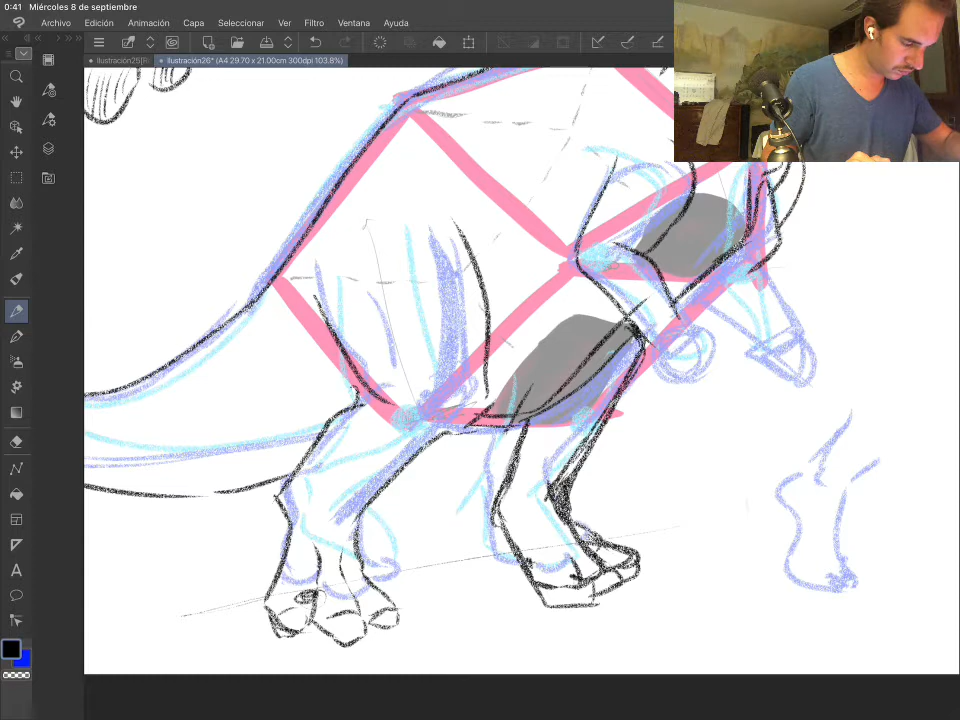 0:41 Miércoles 8 de septiembre
Archivo Edición Animación Capa Seleccionar Ver Filtro Ventana Ayuda
Ilustración25[R Ilustración26* (A4 29.70 x 21.00cm 300dpi 103.8%)
A